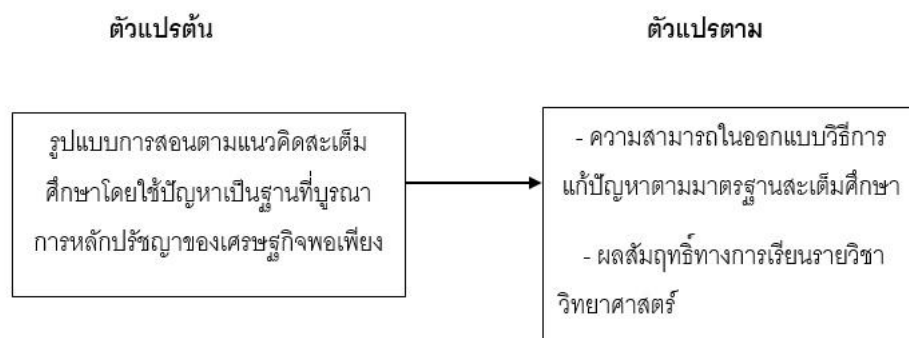 ตัวแปรต้น
ตัวแปรตาม
รูปแบบการสอนตามแนวคิดสะเต็ม
ศึกษาโดยใช้ปัญหาเป็นฐานที่บูรณา
การหลักปรัชญาของเศรษฐกิจพอเพียง
- ความสามารถในออกแบบวิธีการ
แก้ปัญหาตามมาตรฐานสะเต็มศึกษา
- ผลสัมฤทธิ์ทางการเรียนรายวิชา
วิทยาศาสตร์